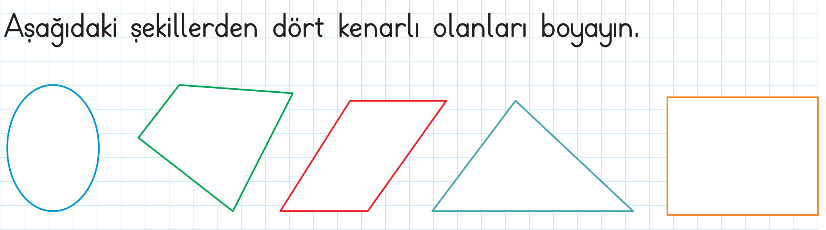 Aşağıdaki şekillerden dört kenarlı olanları boyayın.